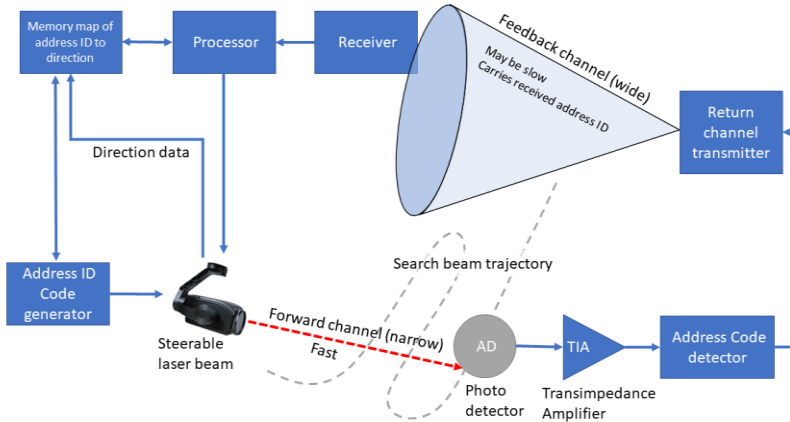 Memory map of
address ID to
direction
Processor
Receiver
Feedback channel (wide)
May be slow
Carries received address ID
Return
channel
transmitter
Direction data
Search beam trajectory
Address ID
Code
generator
Steerable
laser beam
Forward channel (narrow)
Fast
AD
Photo
detector
TIA
Transimpedance
Amplifier
Address Code
detector